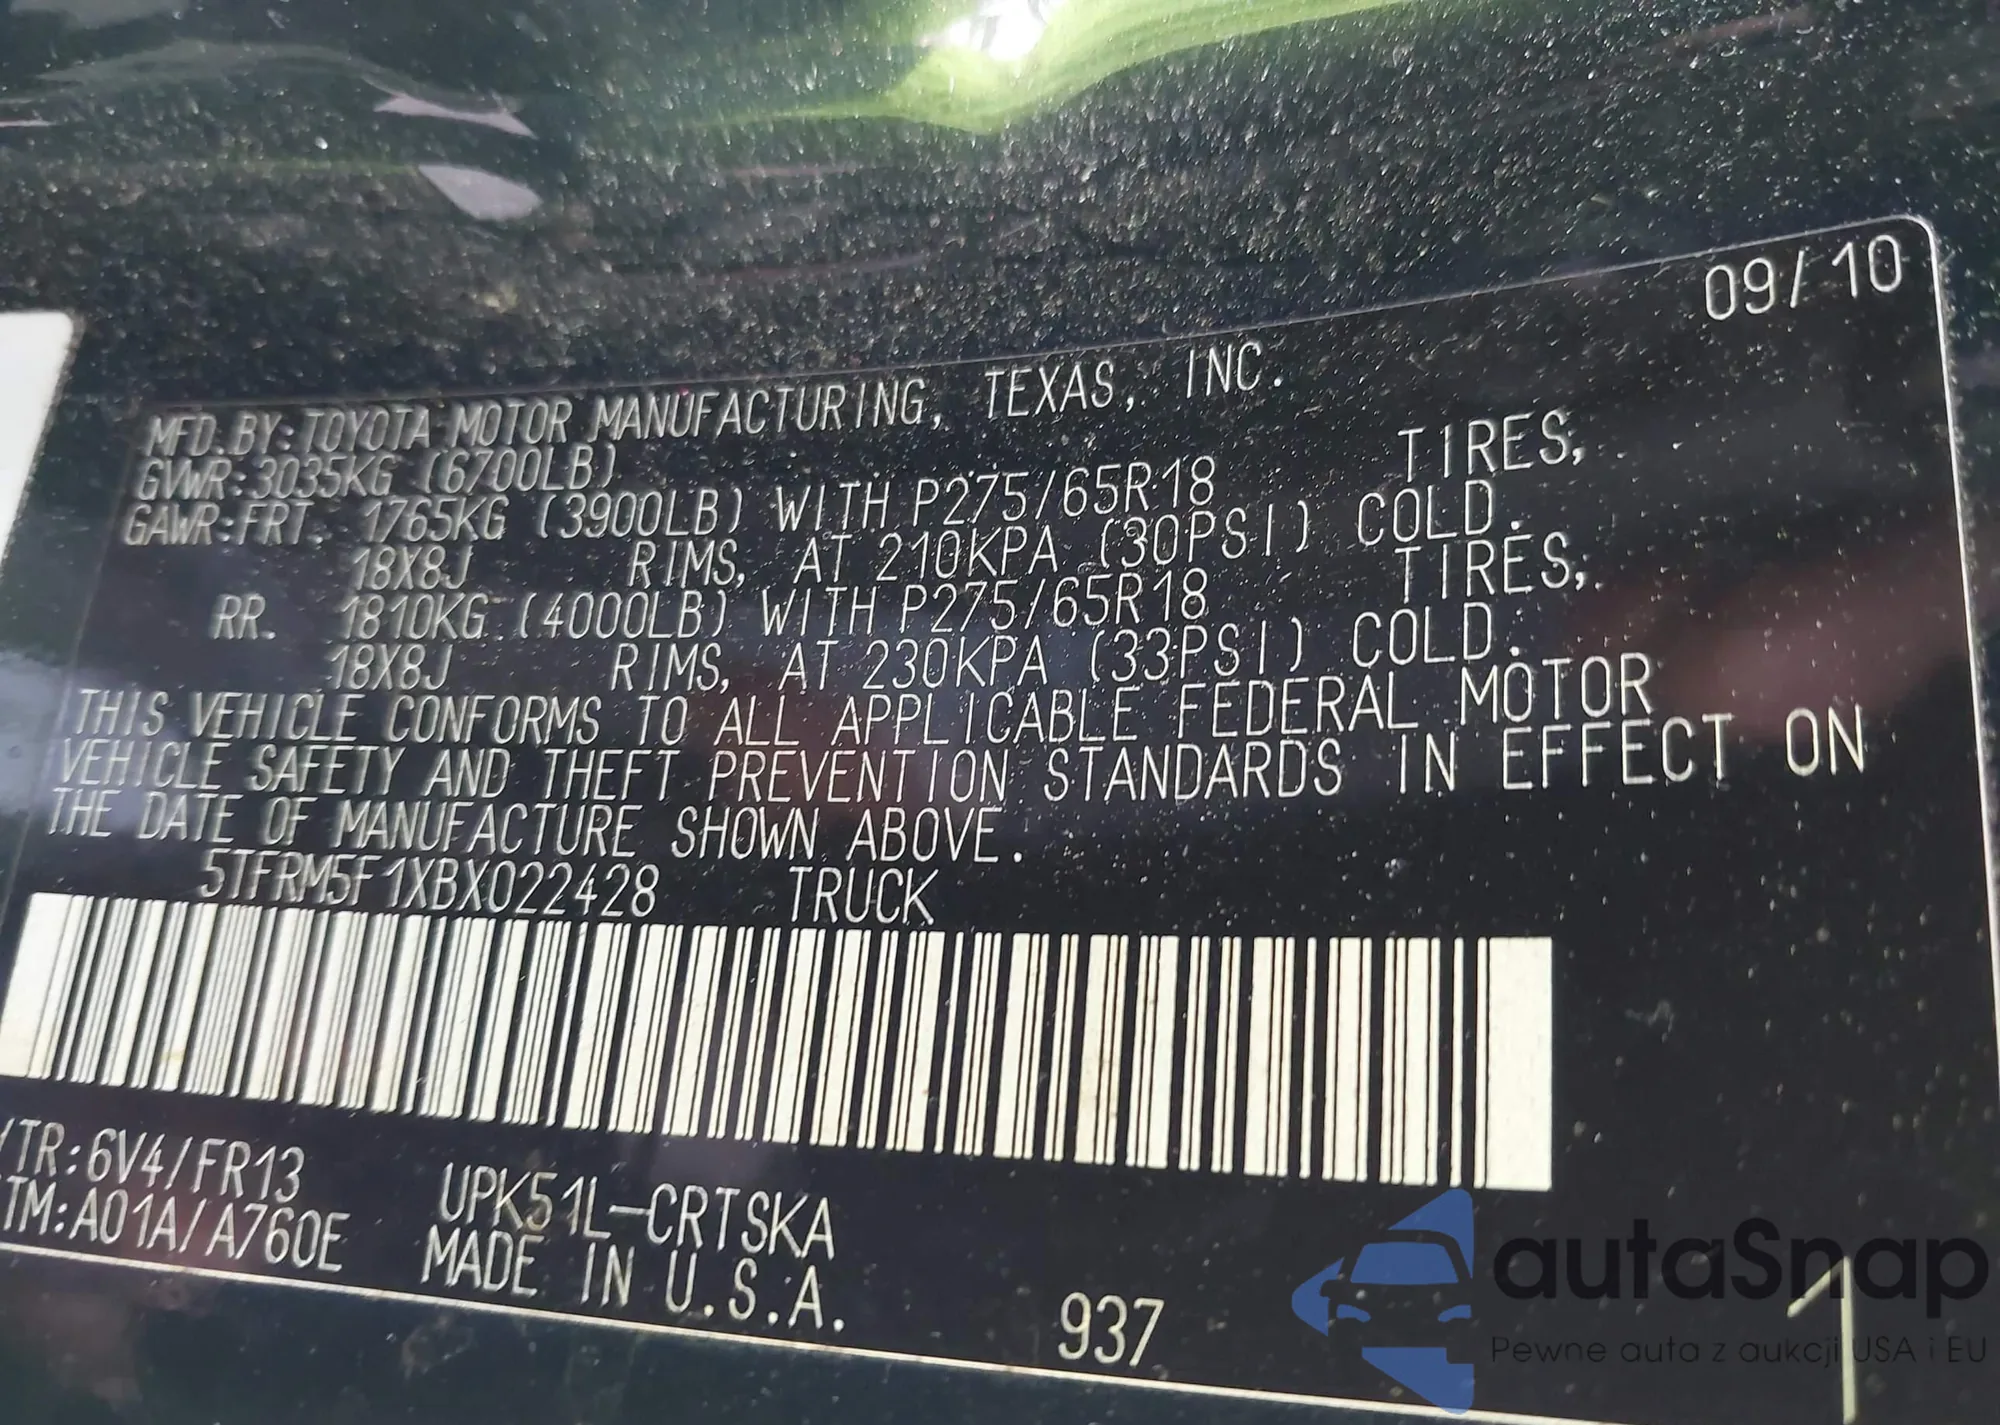 09/10
MFD.BY:TOYOTA MOTOR MANUFACTURING, TEXAS, INC.
GVWR:3035KG (6700LB)
GAWR:FRT. 1765KG (3900LB) WITH P275/65R18 TIRES,
18X8J RIMS, AT 210KPA (30PSI) COLD.
RR. 1810KG (4000LB) WITH P275/65R18 TIRES,
18X8J RIMS, AT 230KPA (33PSI) COLD.
THIS VEHICLE CONFORMS TO ALL APPLICABLE FEDERAL MOTOR
VEHICLE SAFETY AND THEFT PREVENTION STANDARDS IN EFFECT ON
THE DATE OF MANUFACTURE SHOWN ABOVE.
5TFRM5F1XBX022428 TRUCK
/TR:6V4/FR13
UPK51L-CRTSKA
/TM:A01A/A760E
MADE IN U.S.A.
937
1
autaSnap
Pewne auta z aukcji USA i EU